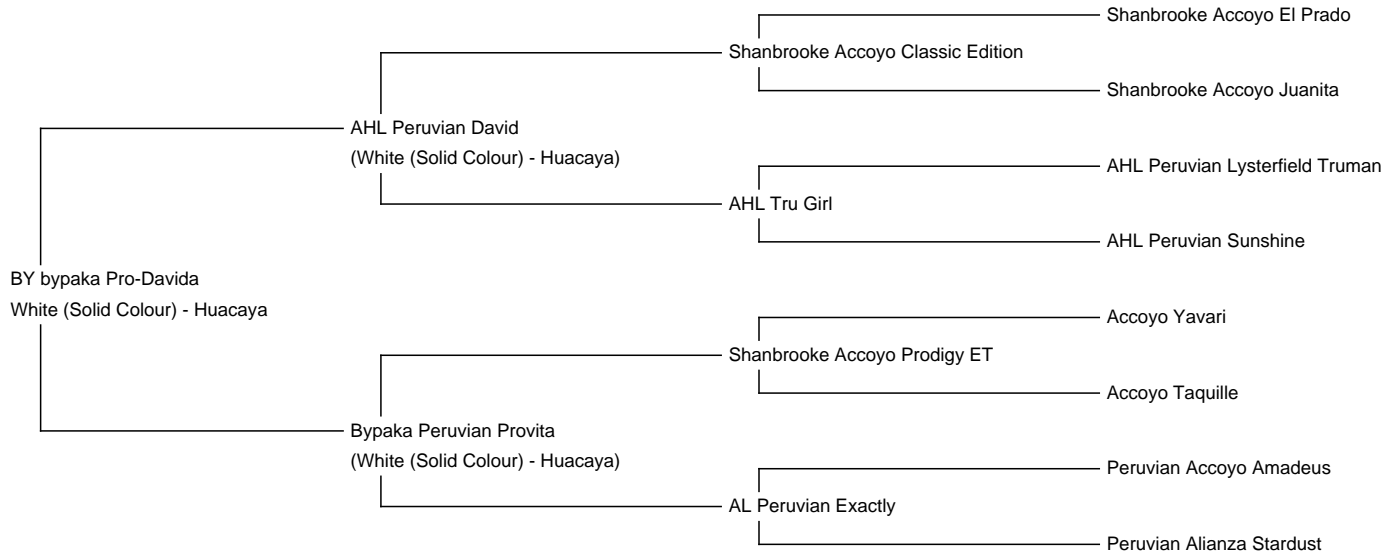 Shanbrooke Accoyo El Prado
Shanbrooke Accoyo Classic Edition
Shanbrooke Accoyo Juanita
AHL Peruvian David
(White (Solid Colour) - Huacaya)
AHL Peruvian Lysterfield Truman
AHL Tru Girl
AHL Peruvian Sunshine
BY bypaka Pro-Davida
White (Solid Colour) - Huacaya
Accoyo Yavari
Shanbrooke Accoyo Prodigy ET
Accoyo Taquille
Bypaka Peruvian Provita
(White (Solid Colour) - Huacaya)
Peruvian Accoyo Amadeus
AL Peruvian Exactly
Peruvian Alianza Stardust